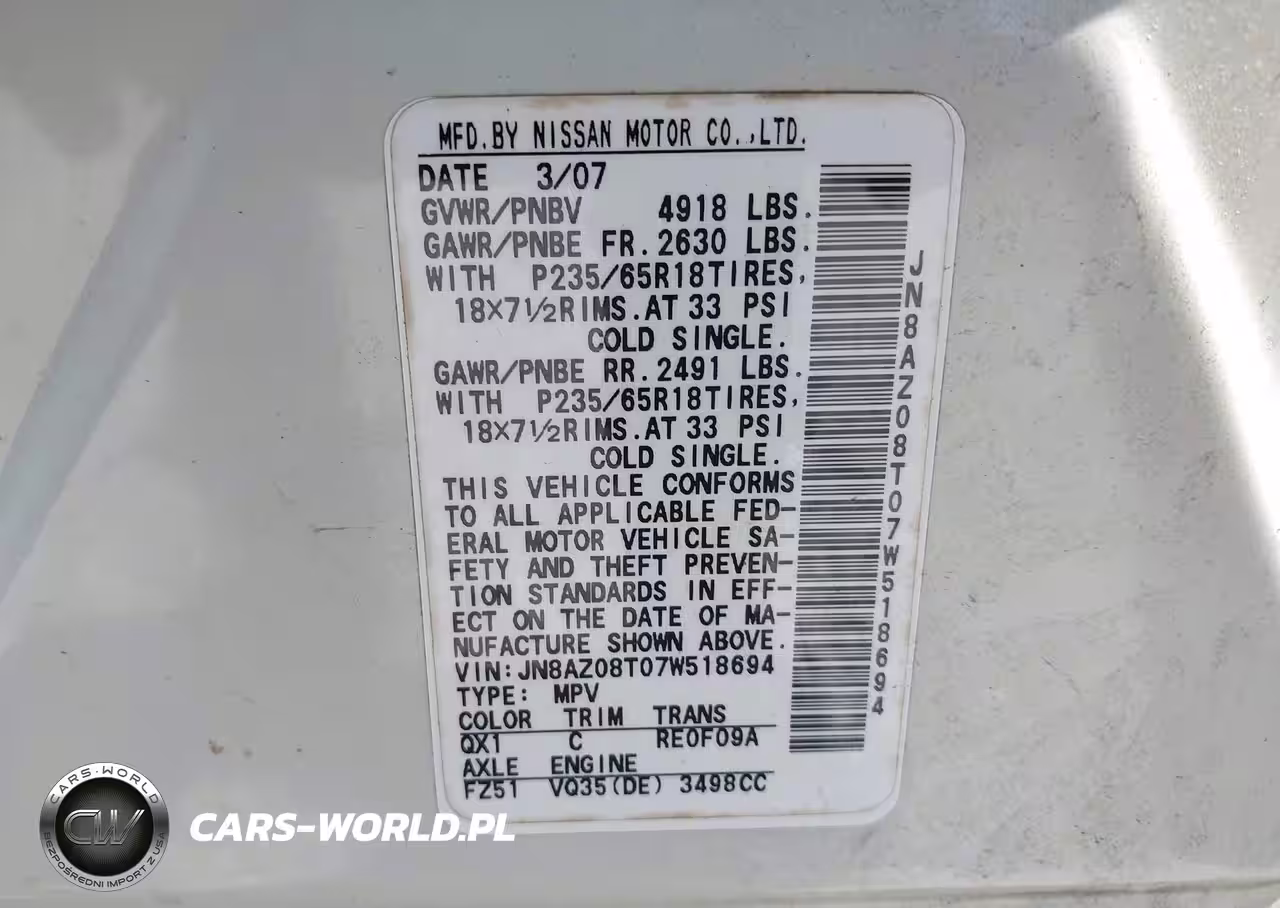 MFD.BY NISSAN MOTOR CO.,LTD.
DATE 3/07
GVWR/PNBV 4918 LBS.
GAWR/PNBE FR.2630 LBS.
WITH P235/65R18TIRES,
18X7½RIMS.AT 33 PSI
COLD SINGLE.
GAWR/PNBE RR.2491 LBS.
WITH P235/65R18TIRES,
18X7½RIMS.AT 33 PSI
COLD SINGLE.
THIS VEHICLE CONFORMS
TO ALL APPLICABLE FED-
ERAL MOTOR VEHICLE SA-
FETY AND THEFT PREVEN-
TION STANDARDS IN EFF-
ECT ON THE DATE OF MA-
NUFACTURE SHOWN ABOVE.
VIN:JN8AZ08T07W518694
TYPE: MPV
COLOR TRIM TRANS
QX1 C RE0F09A
AXLE ENGINE
FZ51 VQ35(DE) 3498CC
JN8AZ08T07W518694
CARS-WORLD
CW
BEZPOŚREDNI IMPORT Z USA
CARS-WORLD.PL